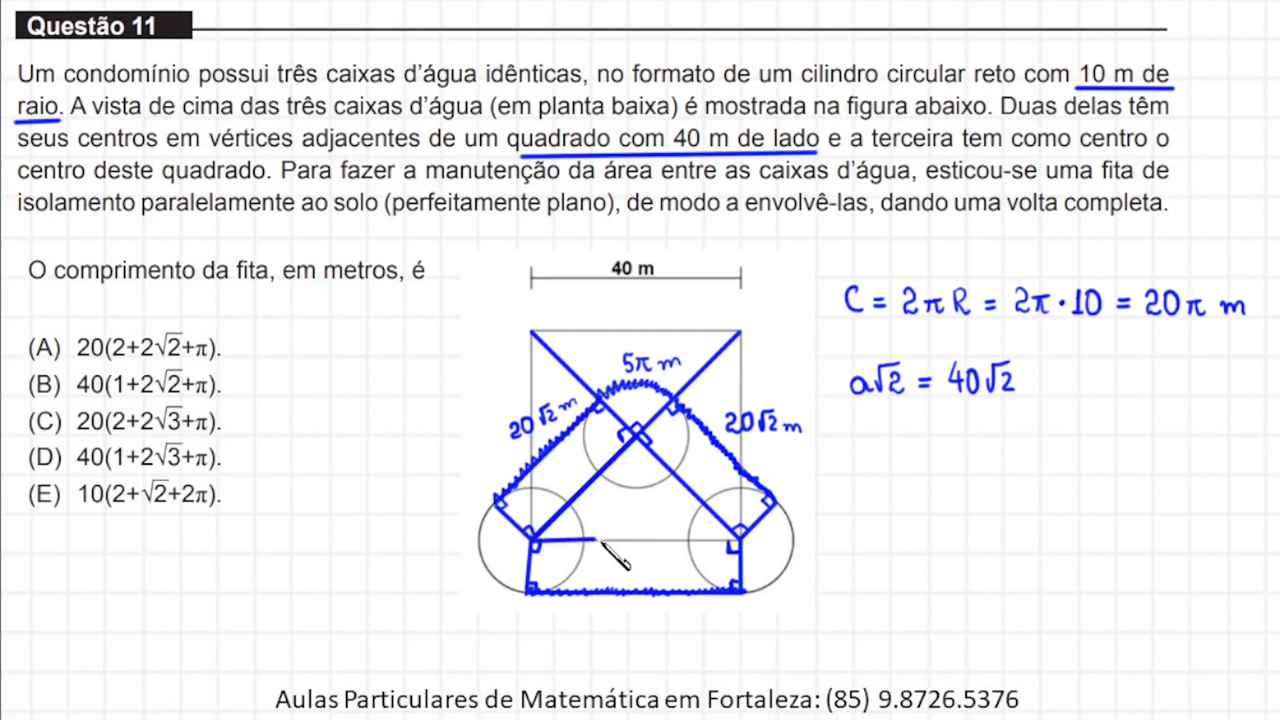 Questão 11
Um condomínio possui três caixas d'água idênticas, no formato de um cilindro circular reto com 10 m de
raio. A vista de cima das três caixas d'água (em planta baixa) é mostrada na figura abaixo. Duas delas têm
seus centros em vértices adjacentes de um quadrado com 40 m de lado e a terceira tem como centro o
centro deste quadrado. Para fazer a manutenção da área entre as caixas d'água, esticou-se uma fita de
isolamento paralelamente ao solo (perfeitamente plano), de modo a envolvê-las, dando uma volta completa.
O comprimento da fita, em metros, é
(A) 20(2+2√2+π).
(B) 40(1+2√2+π).
(C) 20(2+2√3+π).
(D) 40(1+2√3+π).
(E) 10(2+√2+2π).
40 m
5π m
20√2 m
20√2 m
C = 2πR = 2π·10 = 20π m
a√2 = 40√2
Aulas Particulares de Matemática em Fortaleza: (85) 9.8726.5376